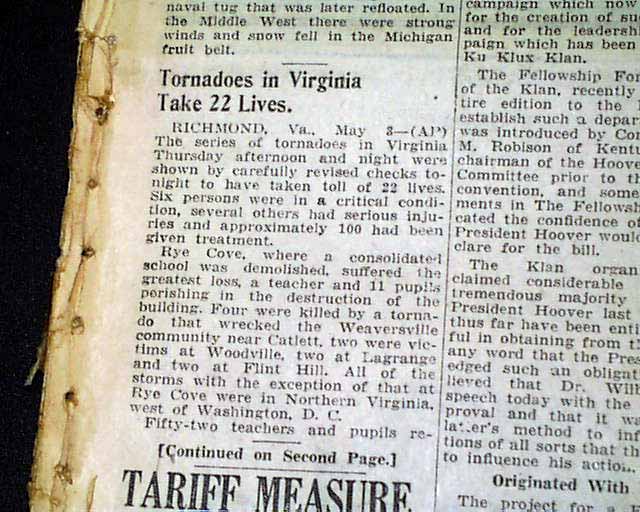 naval tug that was later refloated. In
the Middle West there were strong
winds and snow fell in the Michigan
fruit belt.
Tornadoes in Virginia
Take 22 Lives.
RICHMOND, Va., May 3—(AP)
The series of tornadoes in Virginia
Thursday afternoon and night were
shown by carefully revised checks to-
night to have taken toll of 22 lives.
Six persons were in a critical condi-
tion, several others had serious inju-
ries and approximately 100 had been
given treatment.
Rye Cove, where a consolidated
school was demolished, suffered the
greatest loss, a teacher and 11 pupils
perishing in the destruction of the
building. Four were killed by a torna-
do that wrecked the Weaversville
community near Catlett, two were vic-
tims at Woodville, two at Lagrange
and two at Flint Hill. All of the
storms with the exception of that at
Rye Cove were in Northern Virginia,
west of Washington, D. C.
Fifty-two teachers and pupils re-
[Continued on Second Page.]
TARIFF MEASURE
campaign which now
for the creation of su
and for the leadershi
paign which has been
Ku Klux Klan.
The Fellowship For
of the Klan, recently
tire edition to the
establish such a depar
was introduced by Con
M. Robison of Kentu
chairman of the Hoove
Committee prior to th
convention, and some
ments in The Fellowsh
cated the confidence of
President Hoover would
clare for the bill.
The Klan organ
claimed considerable
tremendous majority
President Hoover last
thus far have been enti
ful in obtaining from t
any word that the Pres
edged such an obligat
lieved that Dr. Will
speech today with the
proval and that it wa
latter's method to inf
tions of all sorts that th
to influence his action.
Originated With
The project for a